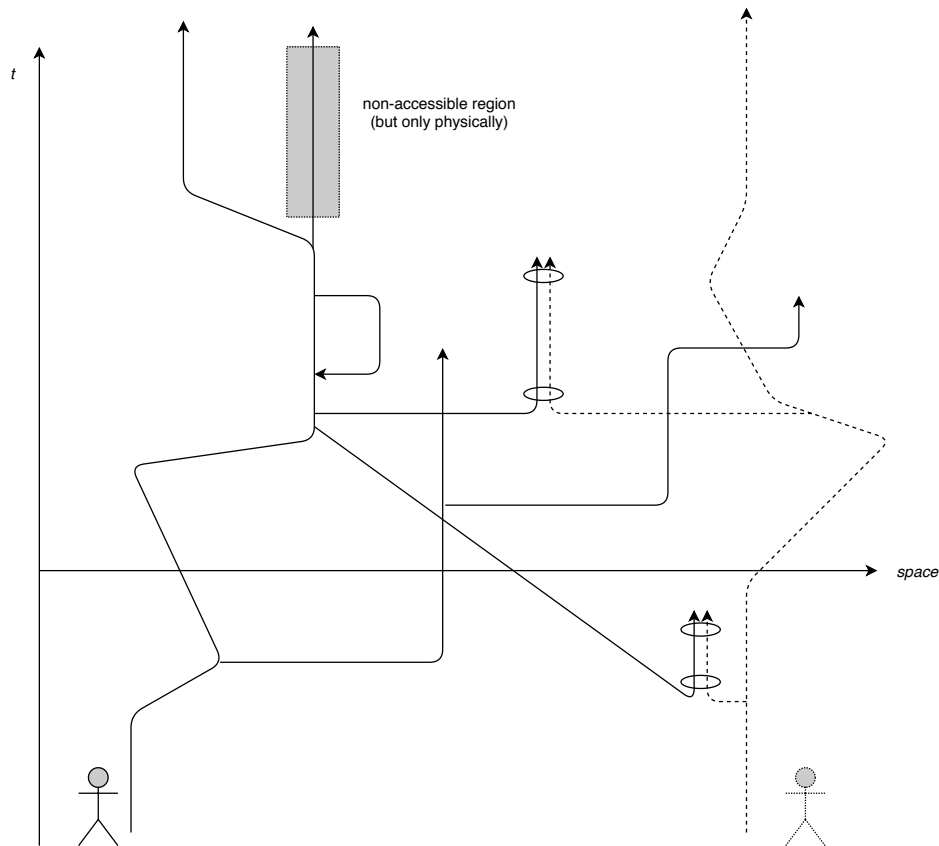 t
non-accessible region
(but only physically)
space